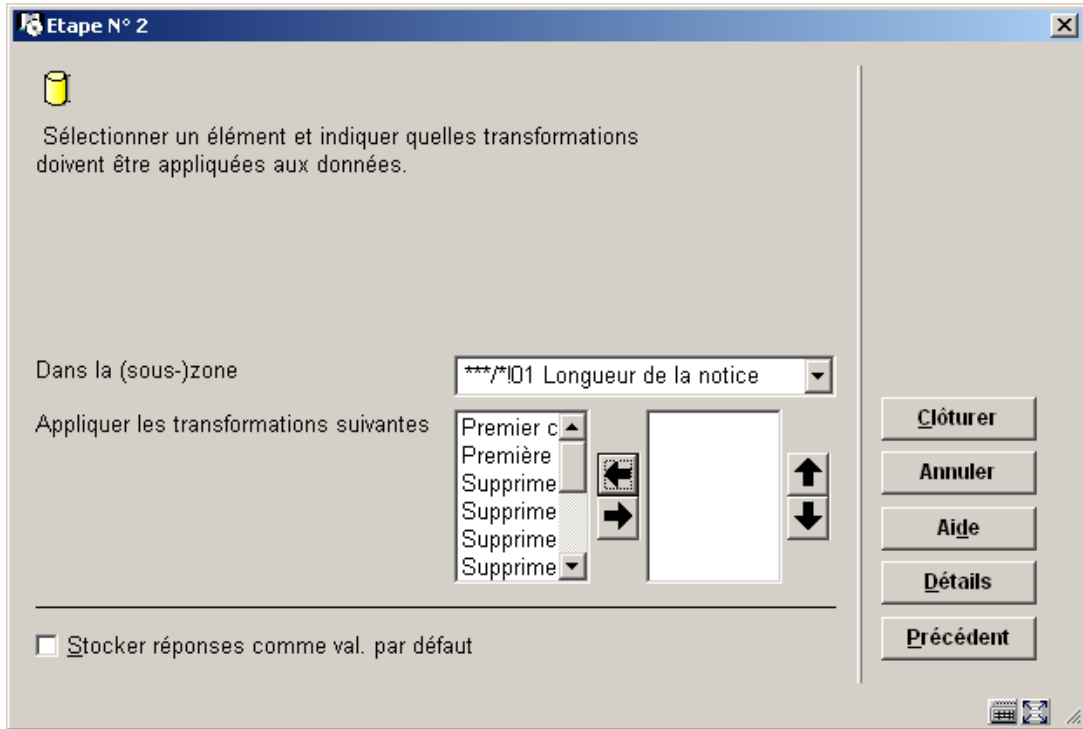 Etape N° 2
Sélectionner un élément et indiquer quelles transformations
doivent être appliquées aux données.
Dans la (sous-)zone
***/*!01 Longueur de la notice
Appliquer les transformations suivantes
Premier c
Première
Supprime
Supprime
Supprime
Supprime
Stocker réponses comme val. par défaut
Clôturer
Annuler
Aide
Détails
Précédent